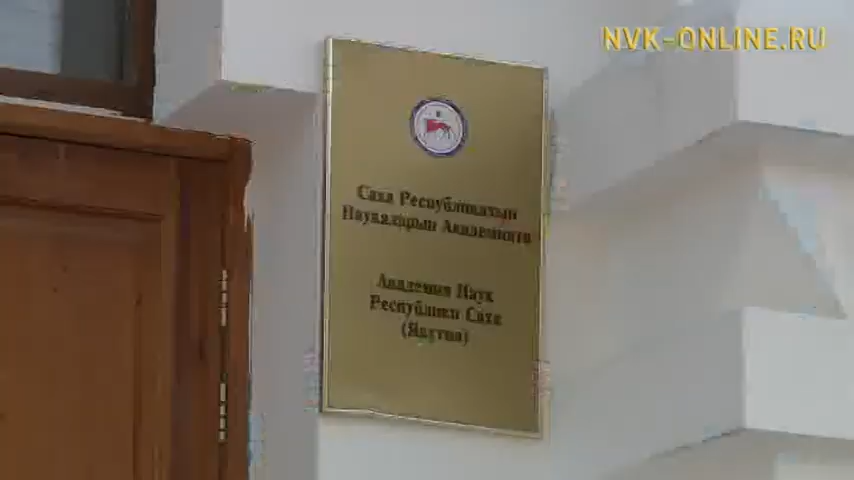 NVK-ONLINE.RU
Саха Республикатын
Наукаларын Академията
Академия Наук
Республики Саха
(Якутия)